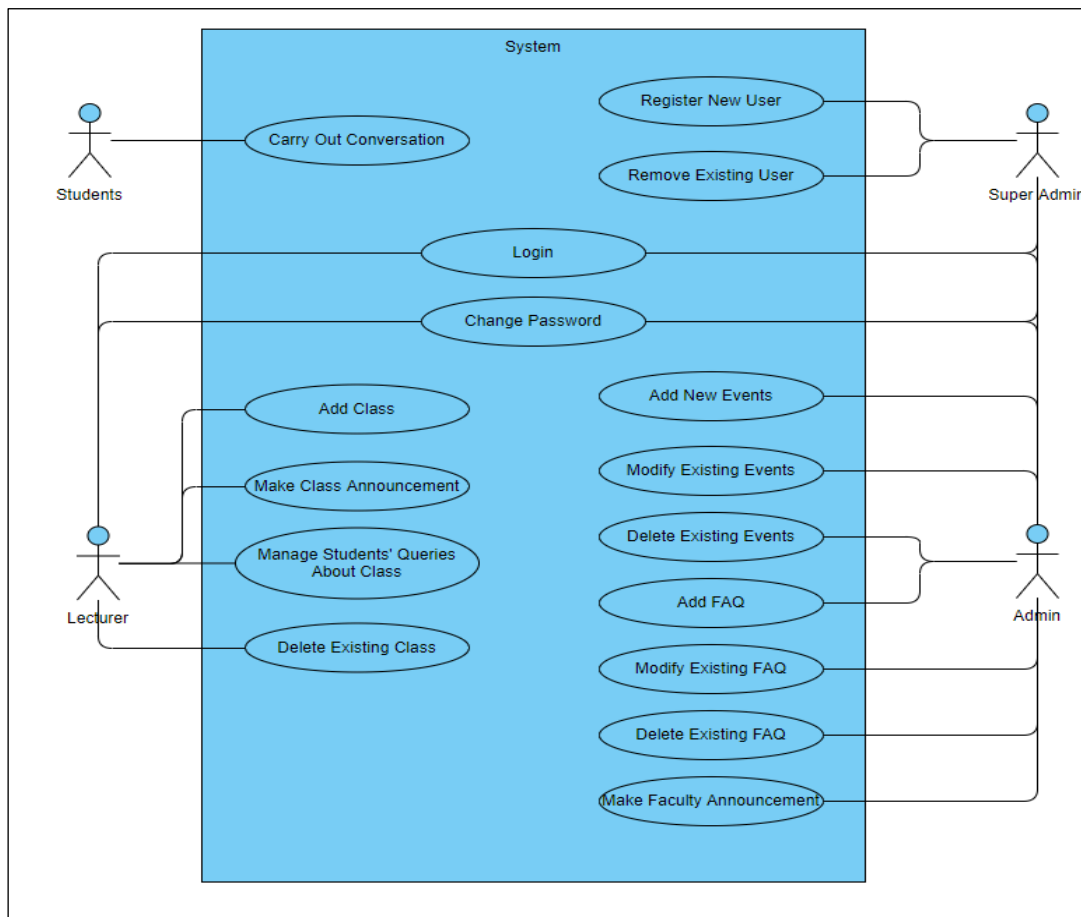 System
Register New User
Carry Out Conversation
Remove Existing User
Students
Super Admin
Login
Change Password
Add New Events
Add Class
Modify Existing Events
Make Class Announcement
Delete Existing Events
Manage Students' Queries
About Class
Add FAQ
Lecturer
Admin
Delete Existing Class
Modify Existing FAQ
Delete Existing FAQ
Make Faculty Announcement